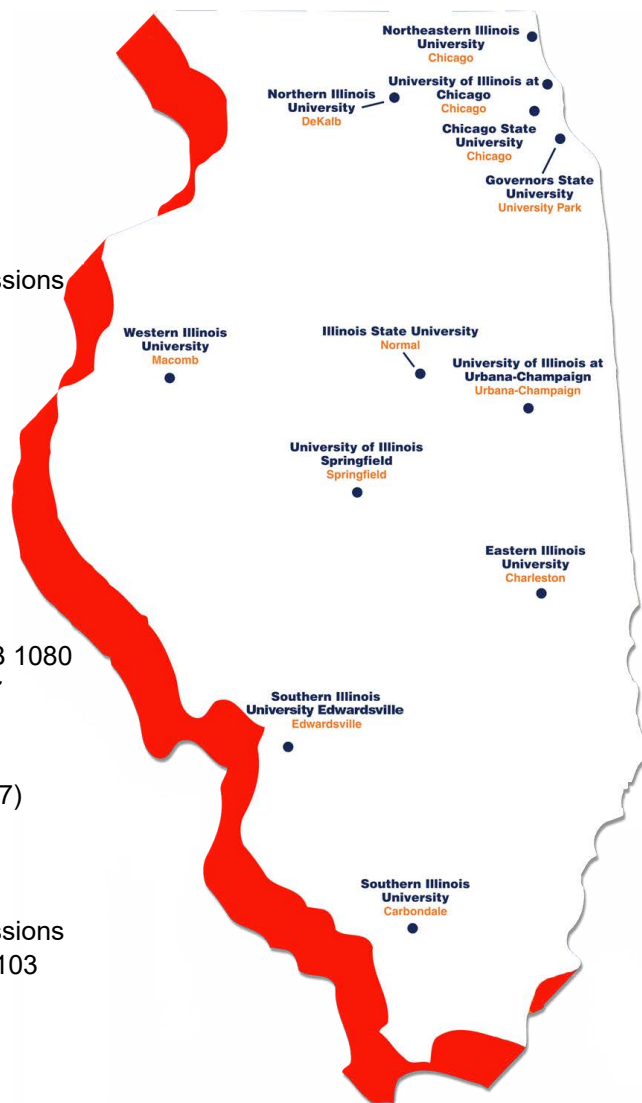 Northeastern Illinois
University
Chicago
University of Illinois at
Chicago
Chicago
Northern Illinois
University
DeKalb
Chicago State
University
Chicago
Governors State
University
University Park
ssions
Western Illinois
University
Macomb
Illinois State University
Normal
University of Illinois at
Urbana-Champaign
Urbana-Champaign
University of Illinois
Springfield
Springfield
Eastern Illinois
University
Charleston
1080
Southern Illinois
University Edwardsville
Edwardsville
7)
Southern Illinois
University
Carbondale
ssions
103